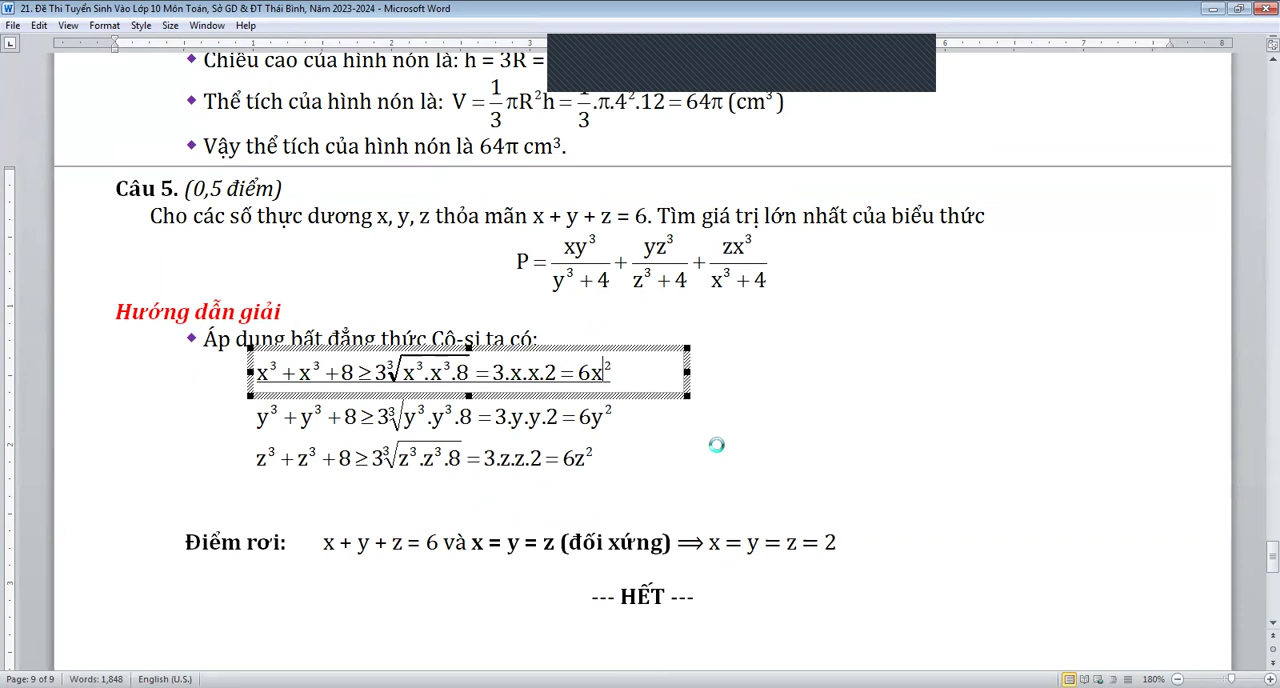 21. Đề Thi Tuyển Sinh Vào Lớp 10 Môn Toán, Sở GD & ĐT Thái Bình, Năm 2023-2024 - Microsoft Word
File Edit View Format Style Size Window Help
1 2 3 6 7 8
◆ Chiều cao của hình nón là: h = 3R =
◆ Thể tích của hình nón là: V = 1/3 πR²h = 1/3 .π.4².12 = 64π (cm³)
◆ Vậy thể tích của hình nón là 64π cm³.
Câu 5. (0,5 điểm)
Cho các số thực dương x, y, z thỏa mãn x + y + z = 6. Tìm giá trị lớn nhất của biểu thức
P = xy³/(y³ + 4) + yz³/(z³ + 4) + zx³/(x³ + 4)
Hướng dẫn giải
◆ Áp dụng bất đẳng thức Cô-si ta có:
x³ + x³ + 8 ≥ 3∛(x³.x³.8) = 3.x.x.2 = 6x²
y³ + y³ + 8 ≥ 3∛(y³.y³.8) = 3.y.y.2 = 6y²
z³ + z³ + 8 ≥ 3∛(z³.z³.8) = 3.z.z.2 = 6z²
Điểm rơi: x + y + z = 6 và x = y = z (đối xứng) ⟹ x = y = z = 2
--- HẾT ---
Page: 9 of 9 Words: 1,848 English (U.S.) 180%